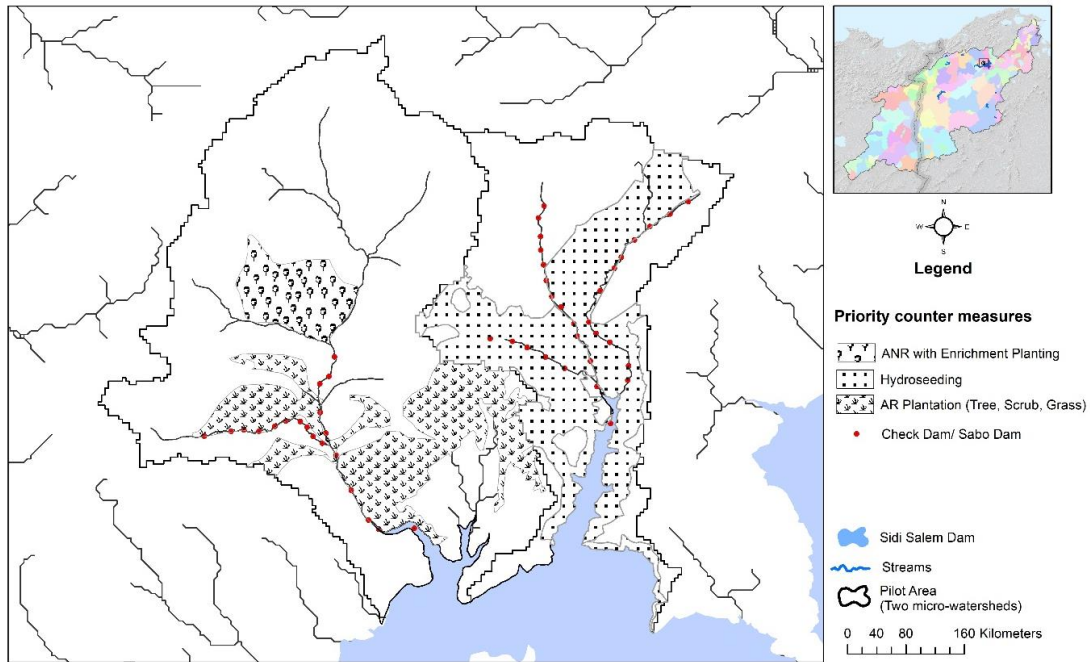 N
W E
S
Legend
Priority counter measures
ANR with Enrichment Planting
Hydroseeding
AR Plantation (Tree, Scrub, Grass)
Check Dam/ Sabo Dam
Sidi Salem Dam
Streams
Pilot Area
(Two micro-watersheds)
0 40 80 160 Kilometers